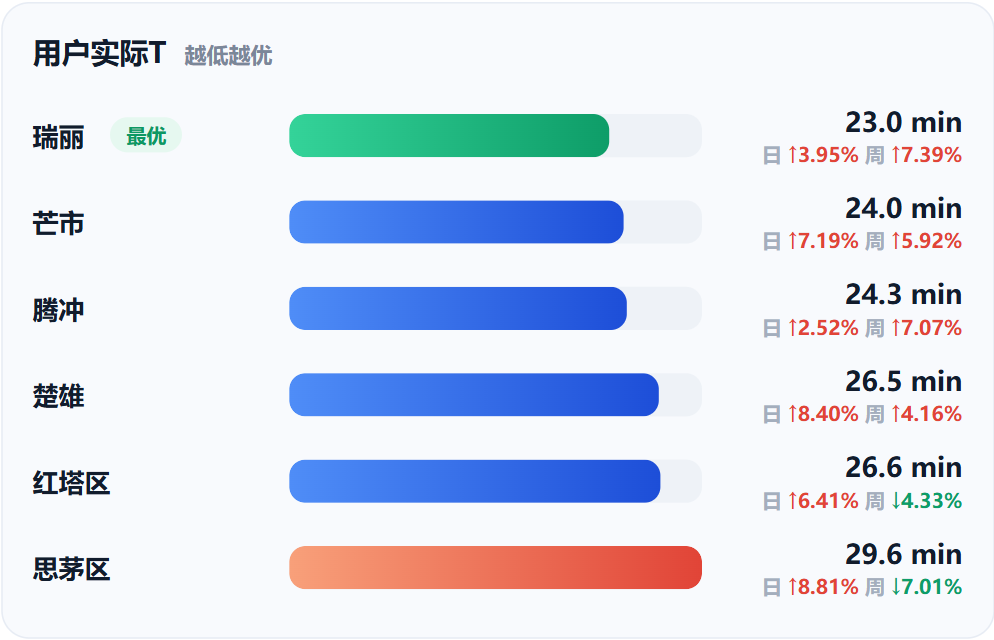 用户实际T 越低越优
瑞丽 最优 23.0 min
日 ↑3.95% 周 ↑7.39%
芒市 24.0 min
日 ↑7.19% 周 ↑5.92%
腾冲 24.3 min
日 ↑2.52% 周 ↑7.07%
楚雄 26.5 min
日 ↑8.40% 周 ↑4.16%
红塔区 26.6 min
日 ↑6.41% 周 ↓4.33%
思茅区 29.6 min
日 ↑8.81% 周 ↓7.01%